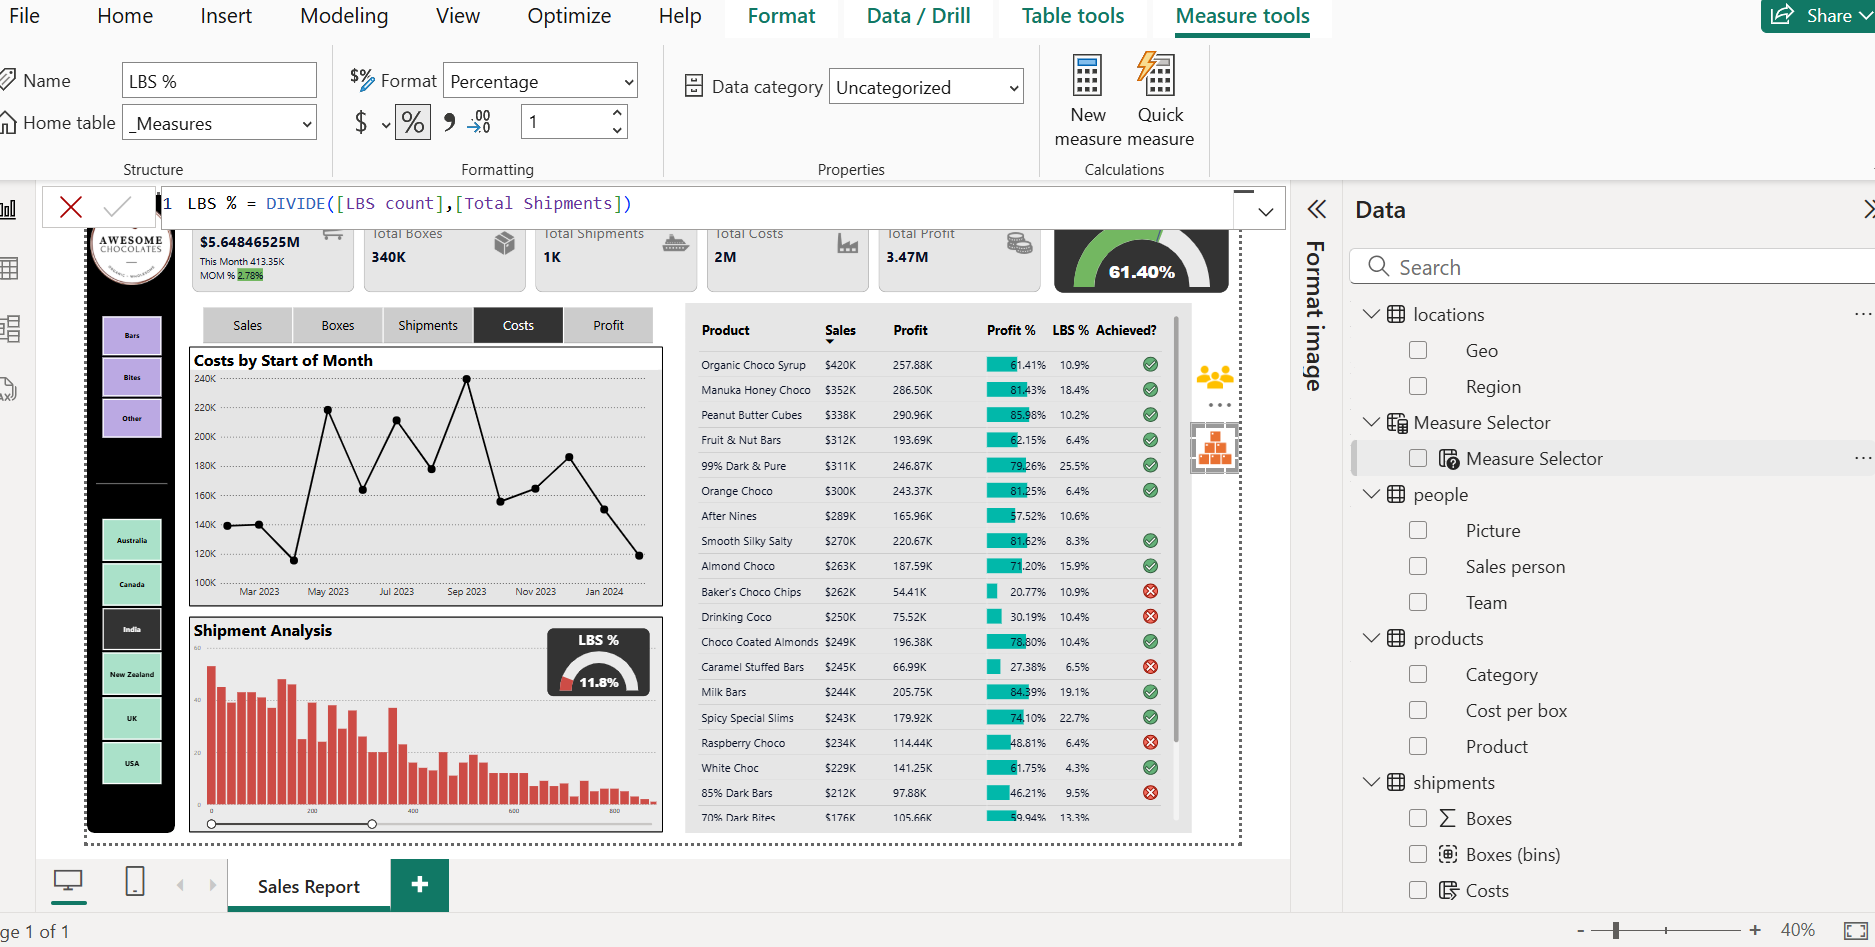 File Home Insert Modeling View Optimize Help Format Data / Drill Table tools Measure tools Share
Name LBS %
Home table _Measures
Structure
$% Format Percentage
$ % 9 .00 →0 1
Formatting
Data category Uncategorized
Properties
New measure
Quick measure
Calculations
1 LBS % = DIVIDE([LBS count],[Total Shipments])
AWESOME
CHOCOLATES
$5.64846525M
This Month 413.35K
MOM % 2.78%
Total Boxes
340K
Total Shipments
1K
Total Costs
2M
Total Profit
3.47M
61.40%
Bars
Bites
Other
Australia
Canada
India
New Zealand
UK
USA
Sales Boxes Shipments Costs Profit
Costs by Start of Month
240K
220K
200K
180K
160K
140K
120K
100K
Mar 2023 May 2023 Jul 2023 Sep 2023 Nov 2023 Jan 2024
Shipment Analysis
LBS %
11.8%
60
40
20
0
0 200 400 600 800
Product Sales Profit Profit % LBS % Achieved?
Organic Choco Syrup $420K 257.88K 61.41% 10.9%
Manuka Honey Choco $352K 286.50K 81.43% 18.4%
Peanut Butter Cubes $338K 290.96K 85.98% 10.2%
Fruit & Nut Bars $312K 193.69K 62.15% 6.4%
99% Dark & Pure $311K 246.87K 79.26% 25.5%
Orange Choco $300K 243.37K 81.25% 6.4%
After Nines $289K 165.96K 57.52% 10.6%
Smooth Silky Salty $270K 220.67K 81.62% 8.3%
Almond Choco $263K 187.59K 71.20% 15.9%
Baker's Choco Chips $262K 54.41K 20.77% 10.9%
Drinking Coco $250K 75.52K 30.19% 10.4%
Choco Coated Almonds $249K 196.38K 78.80% 10.4%
Caramel Stuffed Bars $245K 66.99K 27.38% 6.5%
Milk Bars $244K 205.75K 84.39% 19.1%
Spicy Special Slims $243K 179.92K 74.10% 22.7%
Raspberry Choco $234K 114.44K 48.81% 6.4%
White Choc $229K 141.25K 61.75% 4.3%
85% Dark Bars $212K 97.88K 46.21% 9.5%
70% Dark Bites $176K 105.66K 59.94% 13.3%
Format image
Data
Search
locations
Geo
Region
Measure Selector
Measure Selector
people
Picture
Sales person
Team
products
Category
Cost per box
Product
shipments
Boxes
Boxes (bins)
Costs
Sales Report
ge 1 of 1
- + 40%